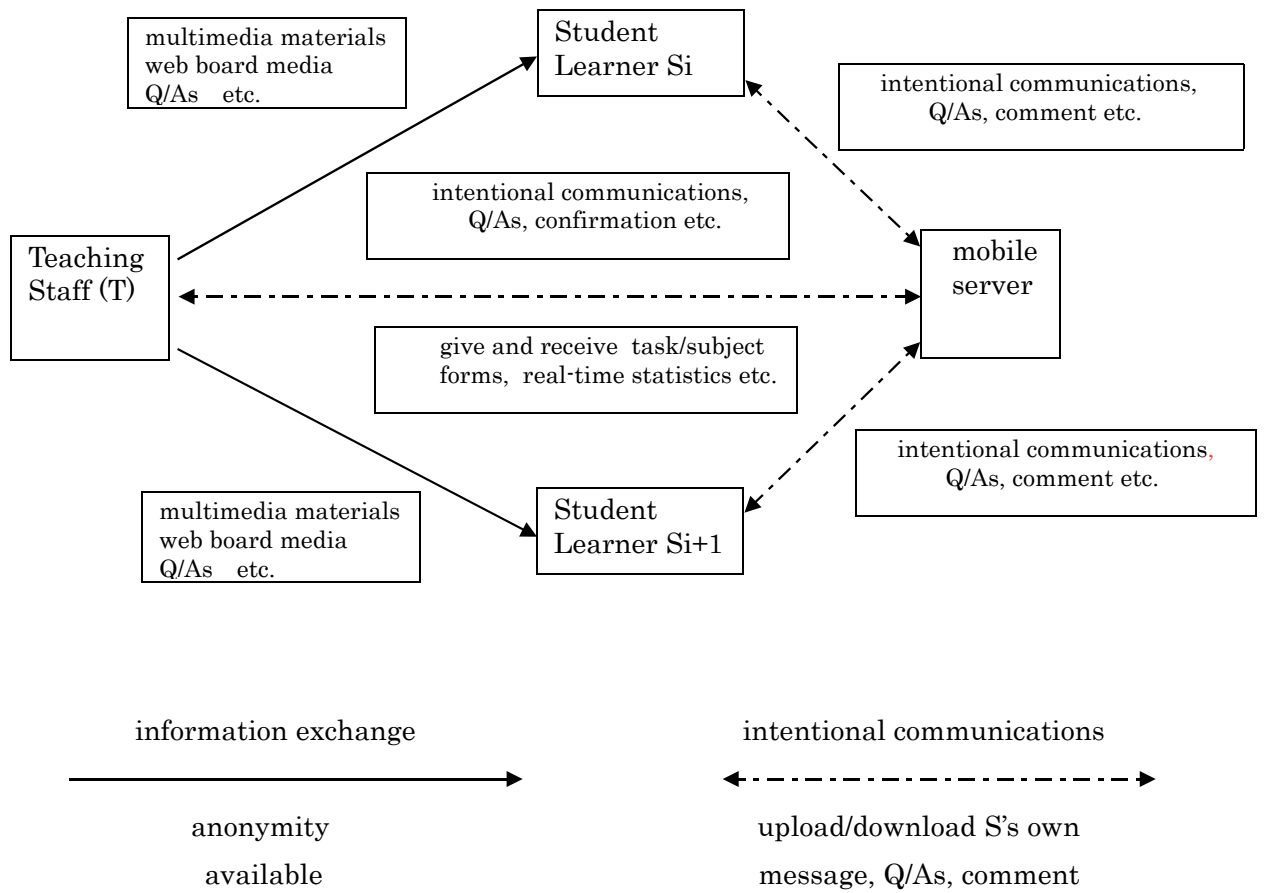 multimedia materials
web board media
Q/As etc.
Student
Learner Si
intentional communications,
Q/As, comment etc.
intentional communications,
Q/As, confirmation etc.
Teaching
Staff (T)
mobile
server
give and receive task/subject
forms, real-time statistics etc.
intentional communications,
Q/As, comment etc.
multimedia materials
web board media
Q/As etc.
Student
Learner Si+1
information exchange
anonymity
available
intentional communications
upload/download S's own
message, Q/As, comment